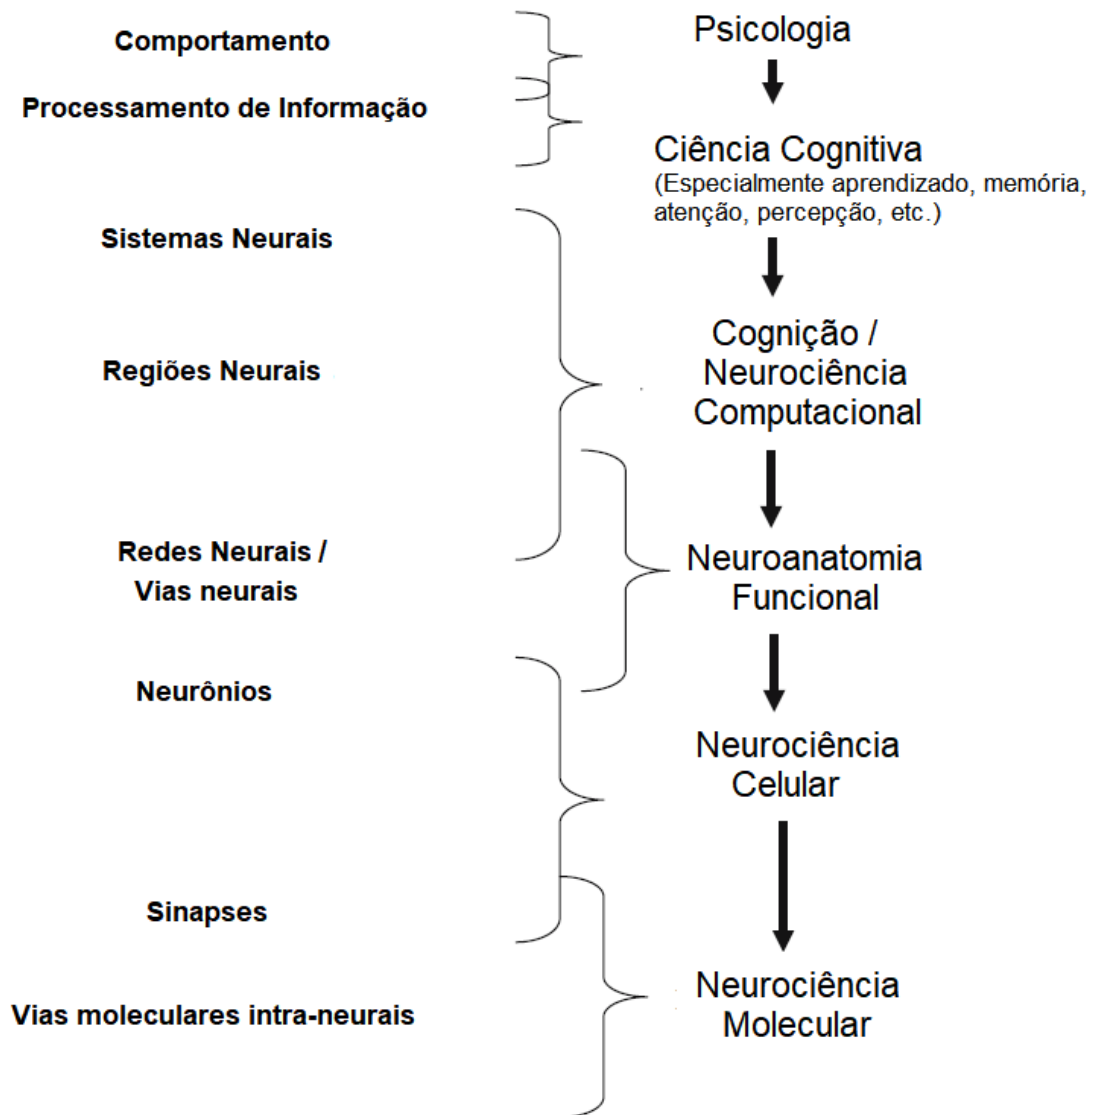 Comportamento
Psicologia
Processamento de Informação
Ciência Cognitiva
(Especialmente aprendizado, memória,
atenção, percepção, etc.)
Sistemas Neurais
Regiões Neurais
Cognição /
Neurociência
Computacional
Redes Neurais /
Vias neurais
Neuroanatomia
Funcional
Neurônios
Neurociência
Celular
Sinapses
Vias moleculares intra-neurais
Neurociência
Molecular